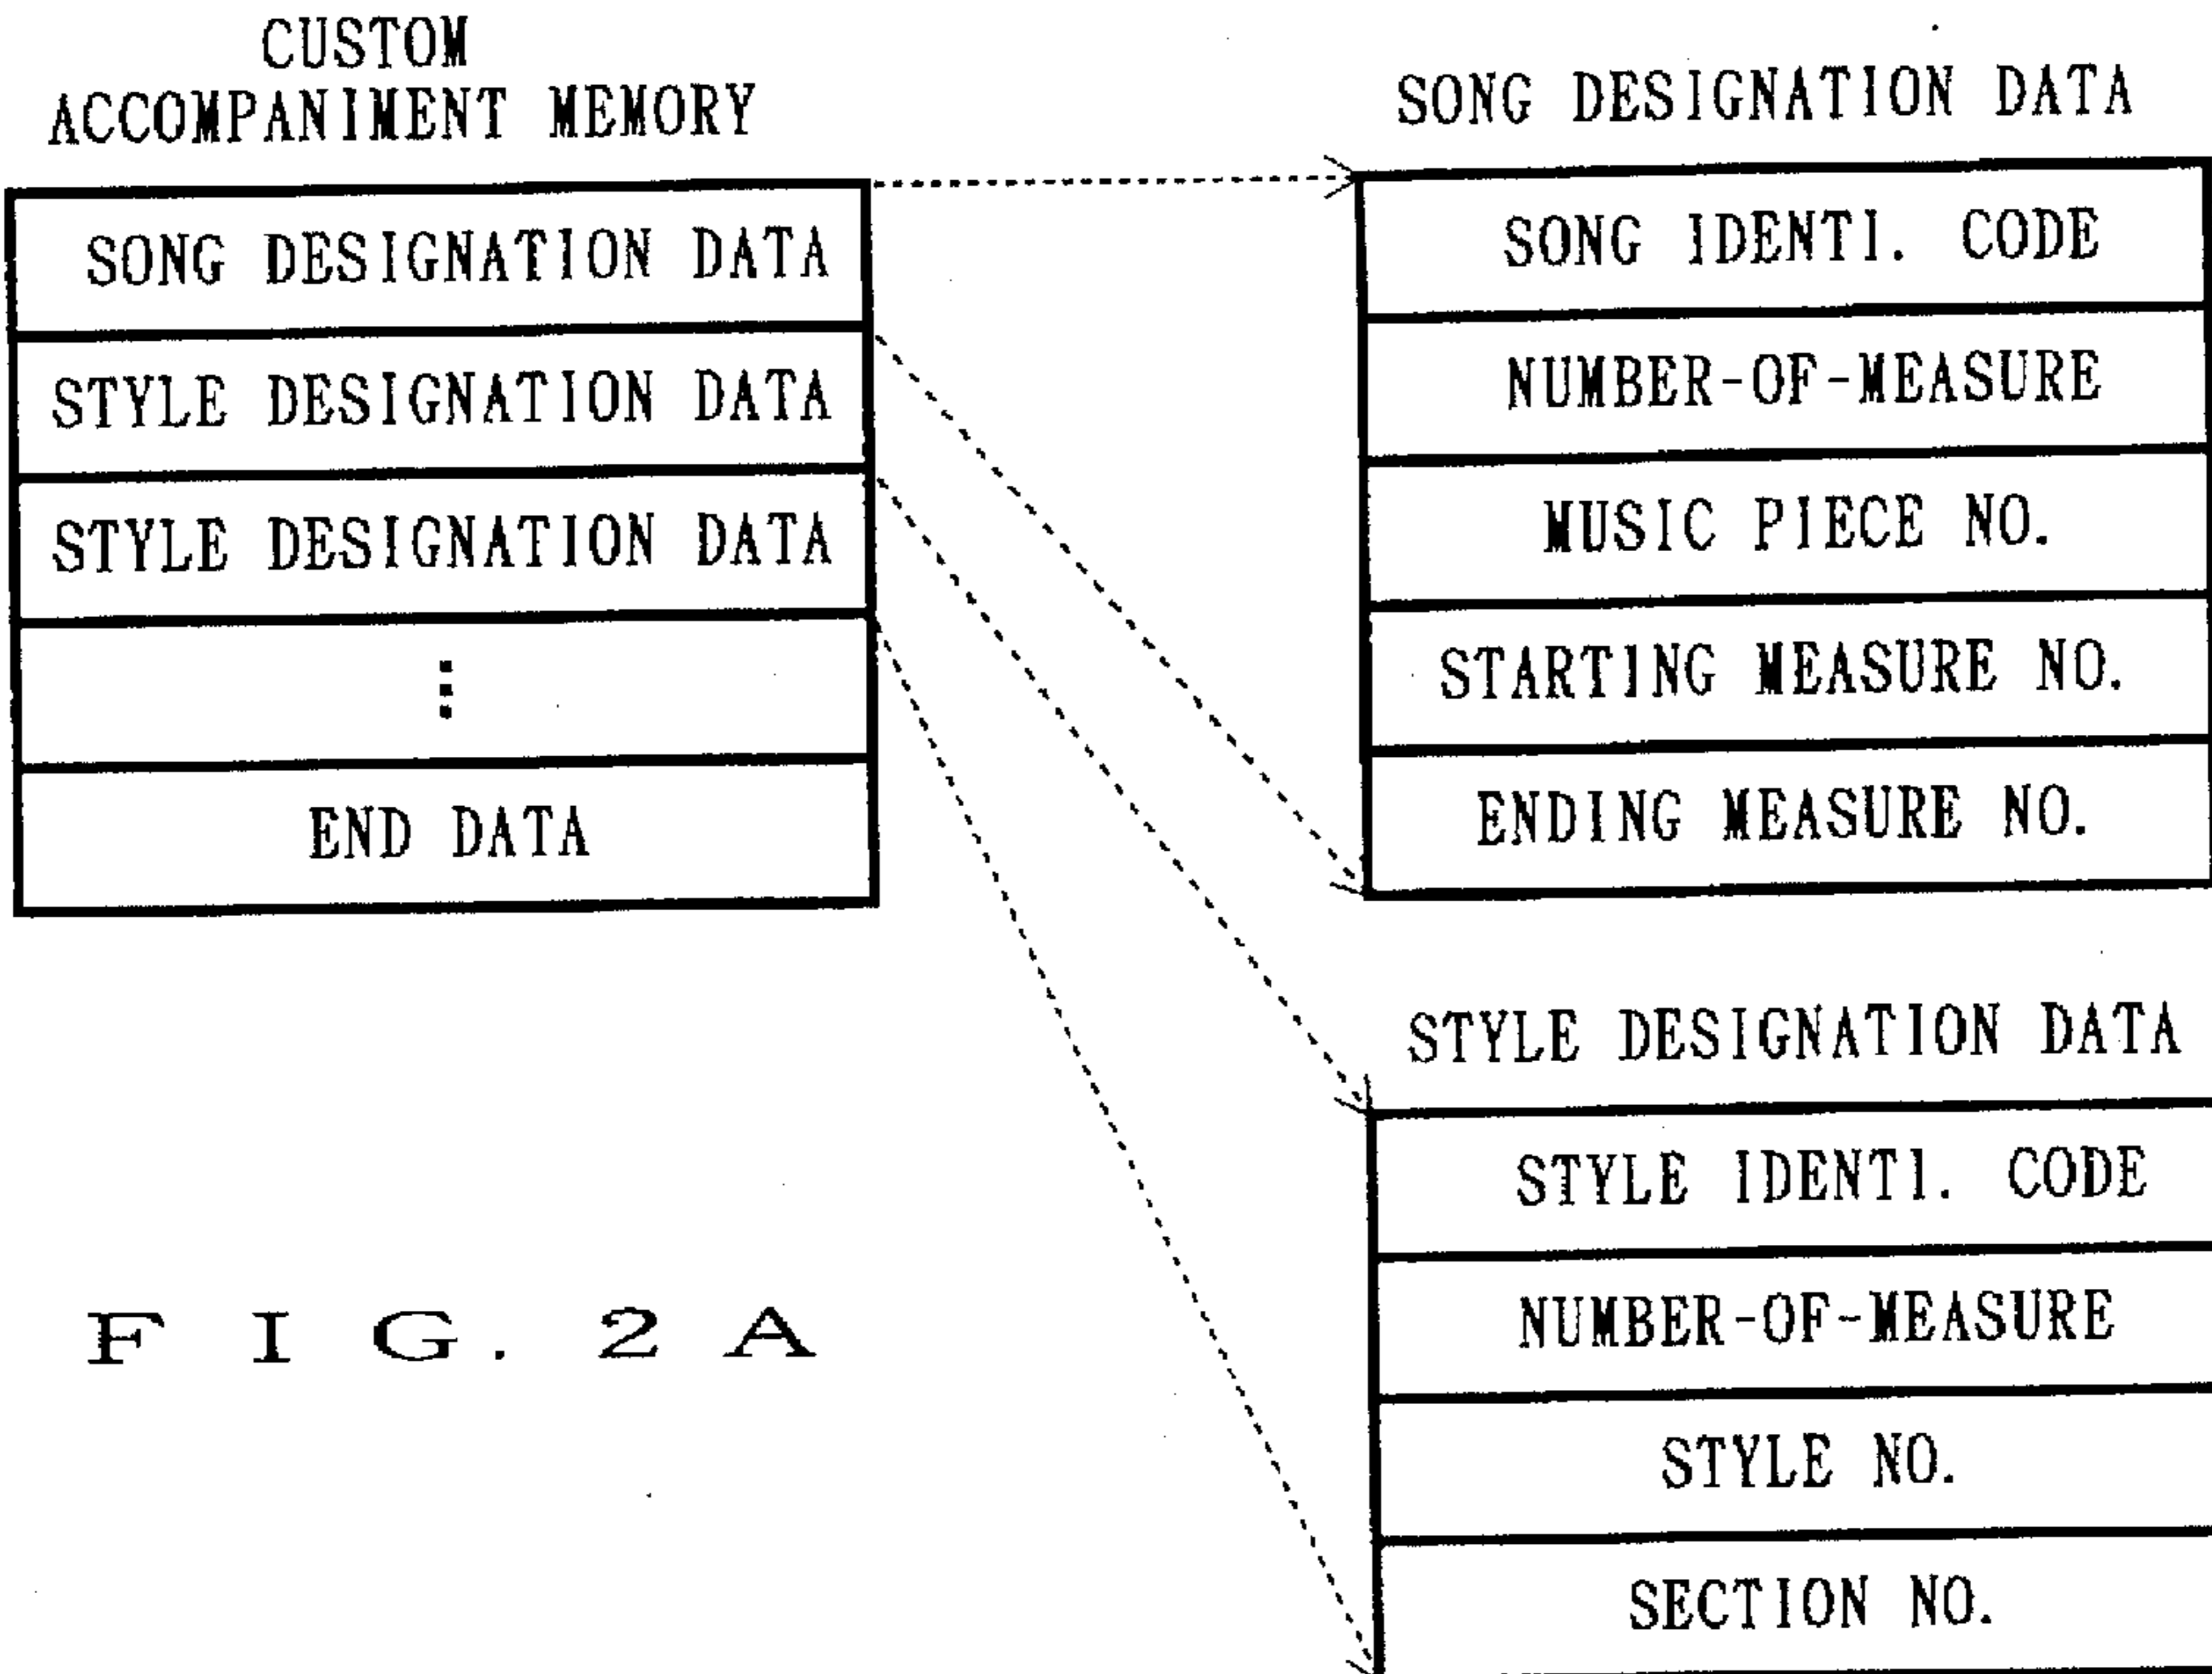 CUSTOM
ACCOMPANIMENT MEMORY
SONG DESIGNATION DATA
STYLE DESIGNATION DATA
STYLE DESIGNATION DATA
END DATA
SONG DESIGNATION DATA
SONG IDENTI. CODE
NUMBER-OF-MEASURE
MUSIC PIECE NO.
STARTING MEASURE NO.
ENDING MEASURE NO.
STYLE DESIGNATION DATA
STYLE IDENTI. CODE
NUMBER-OF-MEASURE
STYLE NO.
SECTION NO.
FIG. 2A